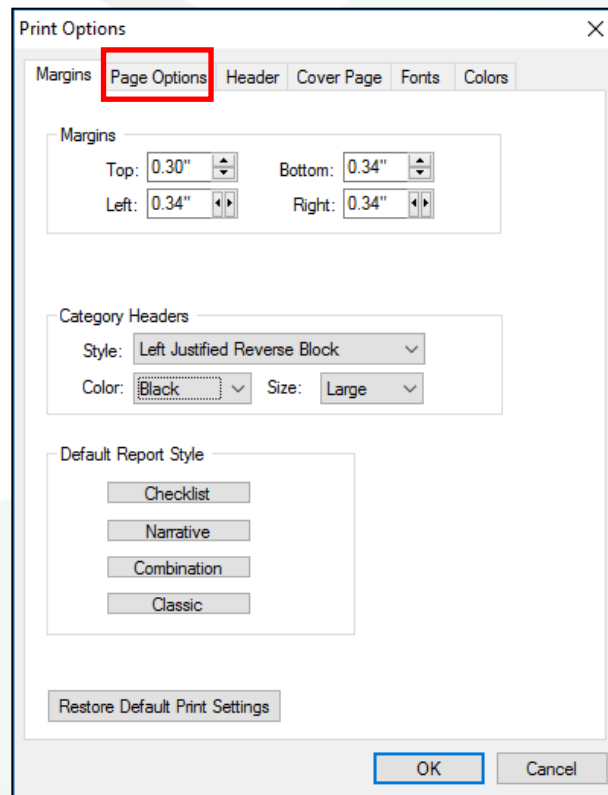 Print Options
Margins Page Options Header Cover Page Fonts Colors
Margins
Top: 0.30" Bottom: 0.34"
Left: 0.34" Right: 0.34"
Category Headers
Style: Left Justified Reverse Block
Color: Black Size: Large
Default Report Style
Checklist
Narrative
Combination
Classic
Restore Default Print Settings
OK Cancel